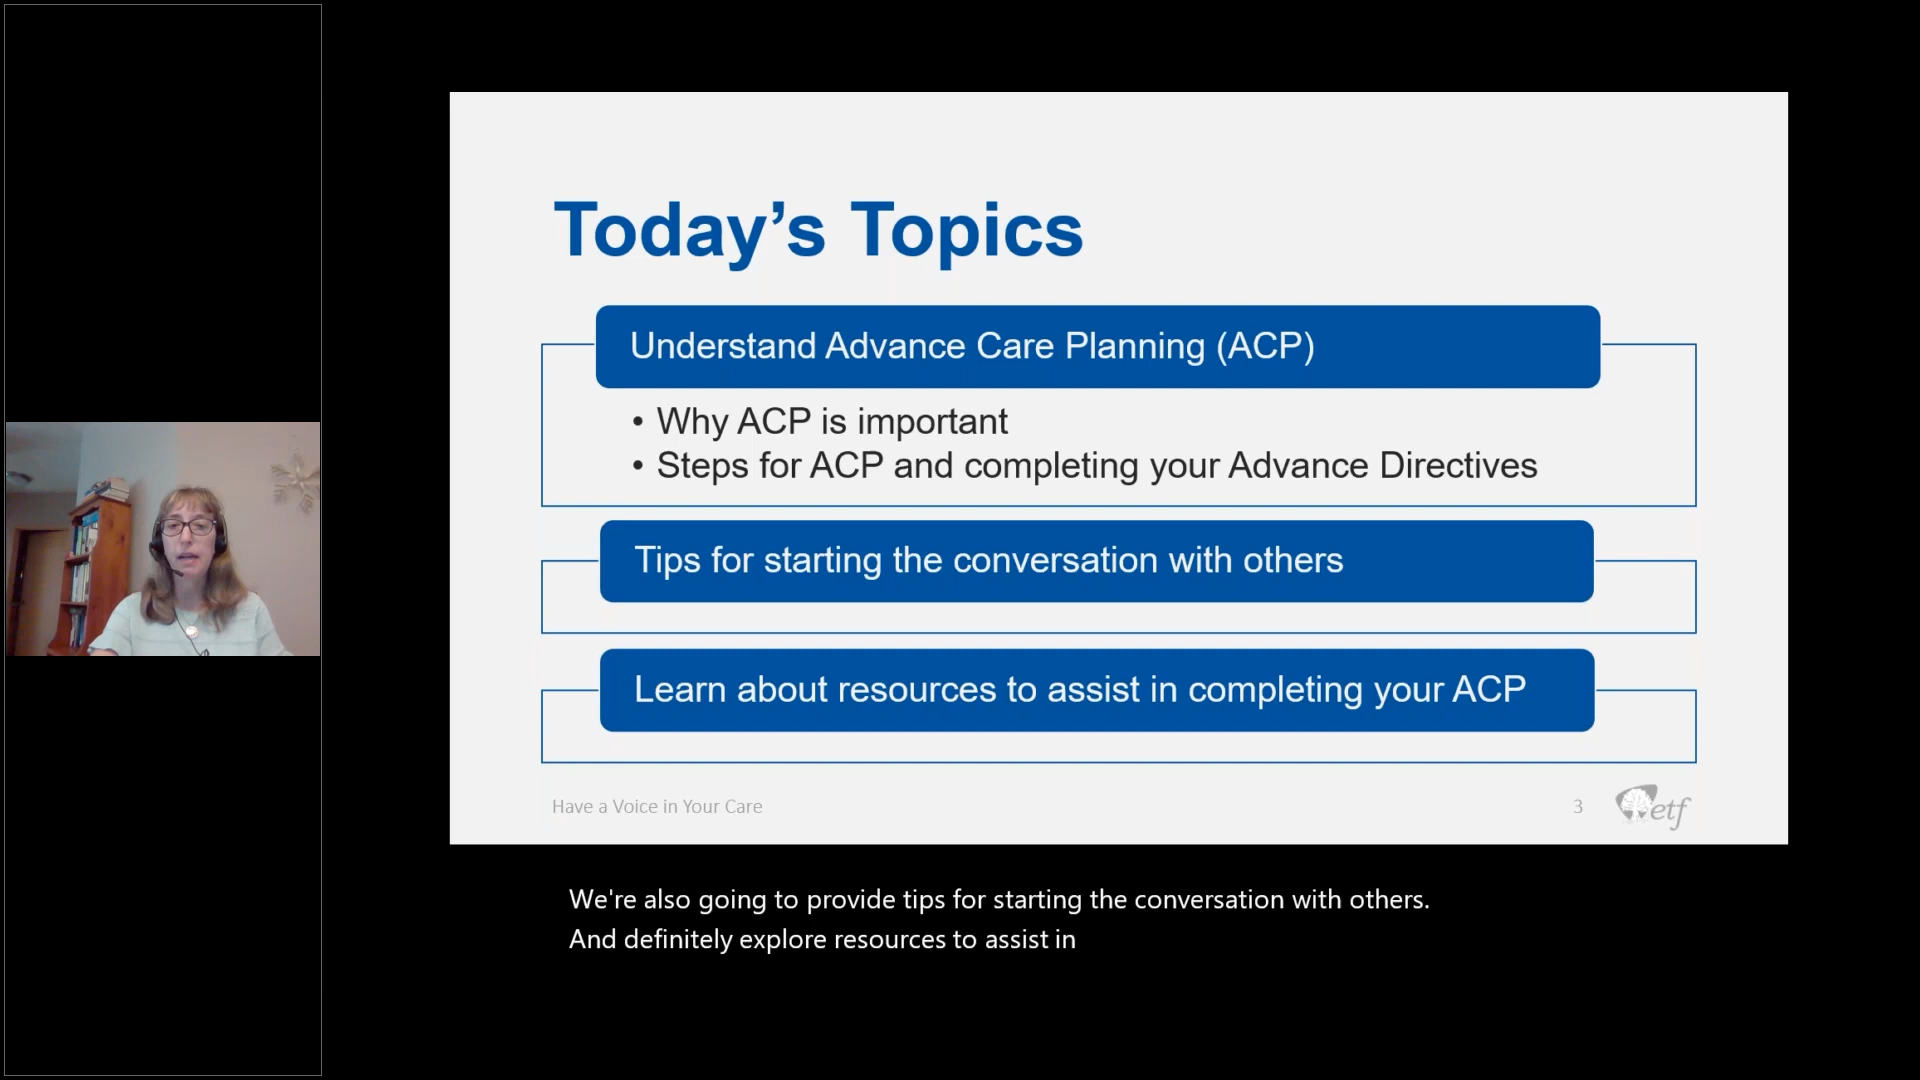 Today’s Topics
Understand Advance Care Planning (ACP)
• Why ACP is important
• Steps for ACP and completing your Advance Directives
Tips for starting the conversation with others
Learn about resources to assist in completing your ACP
Have a Voice in Your Care
3
etf
We're also going to provide tips for starting the conversation with others.
And definitely explore resources to assist in